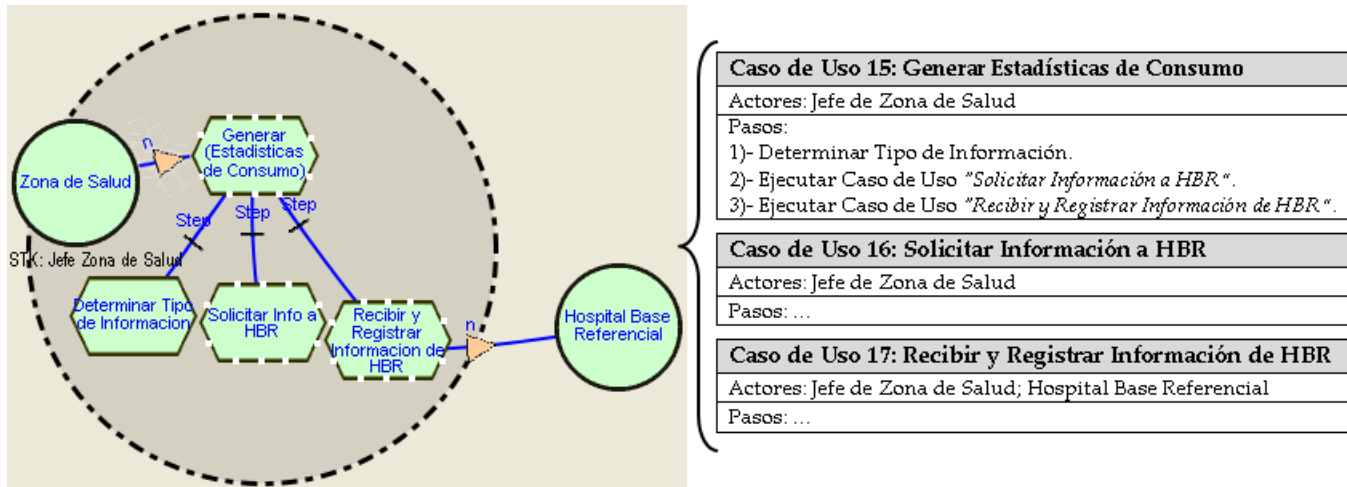 n
Zona de Salud
STK: Jefe Zona de Salud
Generar
(Estadisticas
de Consumo)
Step
Step
Step
Determinar Tipo
de Informacion
Solicitar Info a
HBR
Recibir y
Registrar
Informacion de
HBR
n
Hospital Base
Referencial
Caso de Uso 15: Generar Estadísticas de Consumo
Actores: Jefe de Zona de Salud
Pasos:
1)- Determinar Tipo de Información.
2)- Ejecutar Caso de Uso "Solicitar Información a HBR“.
3)- Ejecutar Caso de Uso "Recibir y Registrar Información de HBR“.
Caso de Uso 16: Solicitar Información a HBR
Actores: Jefe de Zona de Salud
Pasos: ...
Caso de Uso 17: Recibir y Registrar Información de HBR
Actores: Jefe de Zona de Salud; Hospital Base Referencial
Pasos: ...